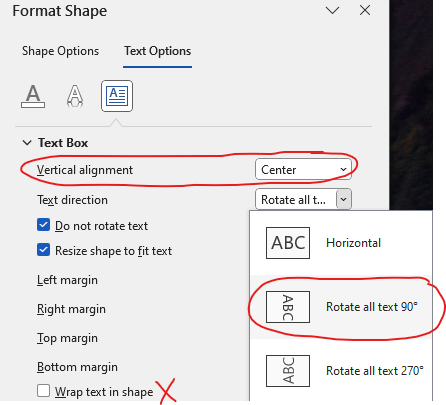 Format Shape
Shape Options Text Options
A A A
Text Box
Vertical alignment Center
Text direction Rotate all t...
Do not rotate text
ABC Horizontal
Resize shape to fit text
Left margin
ABC Rotate all text 90°
Right margin
Top margin
Bottom margin
ABC Rotate all text 270°
Wrap text in shape